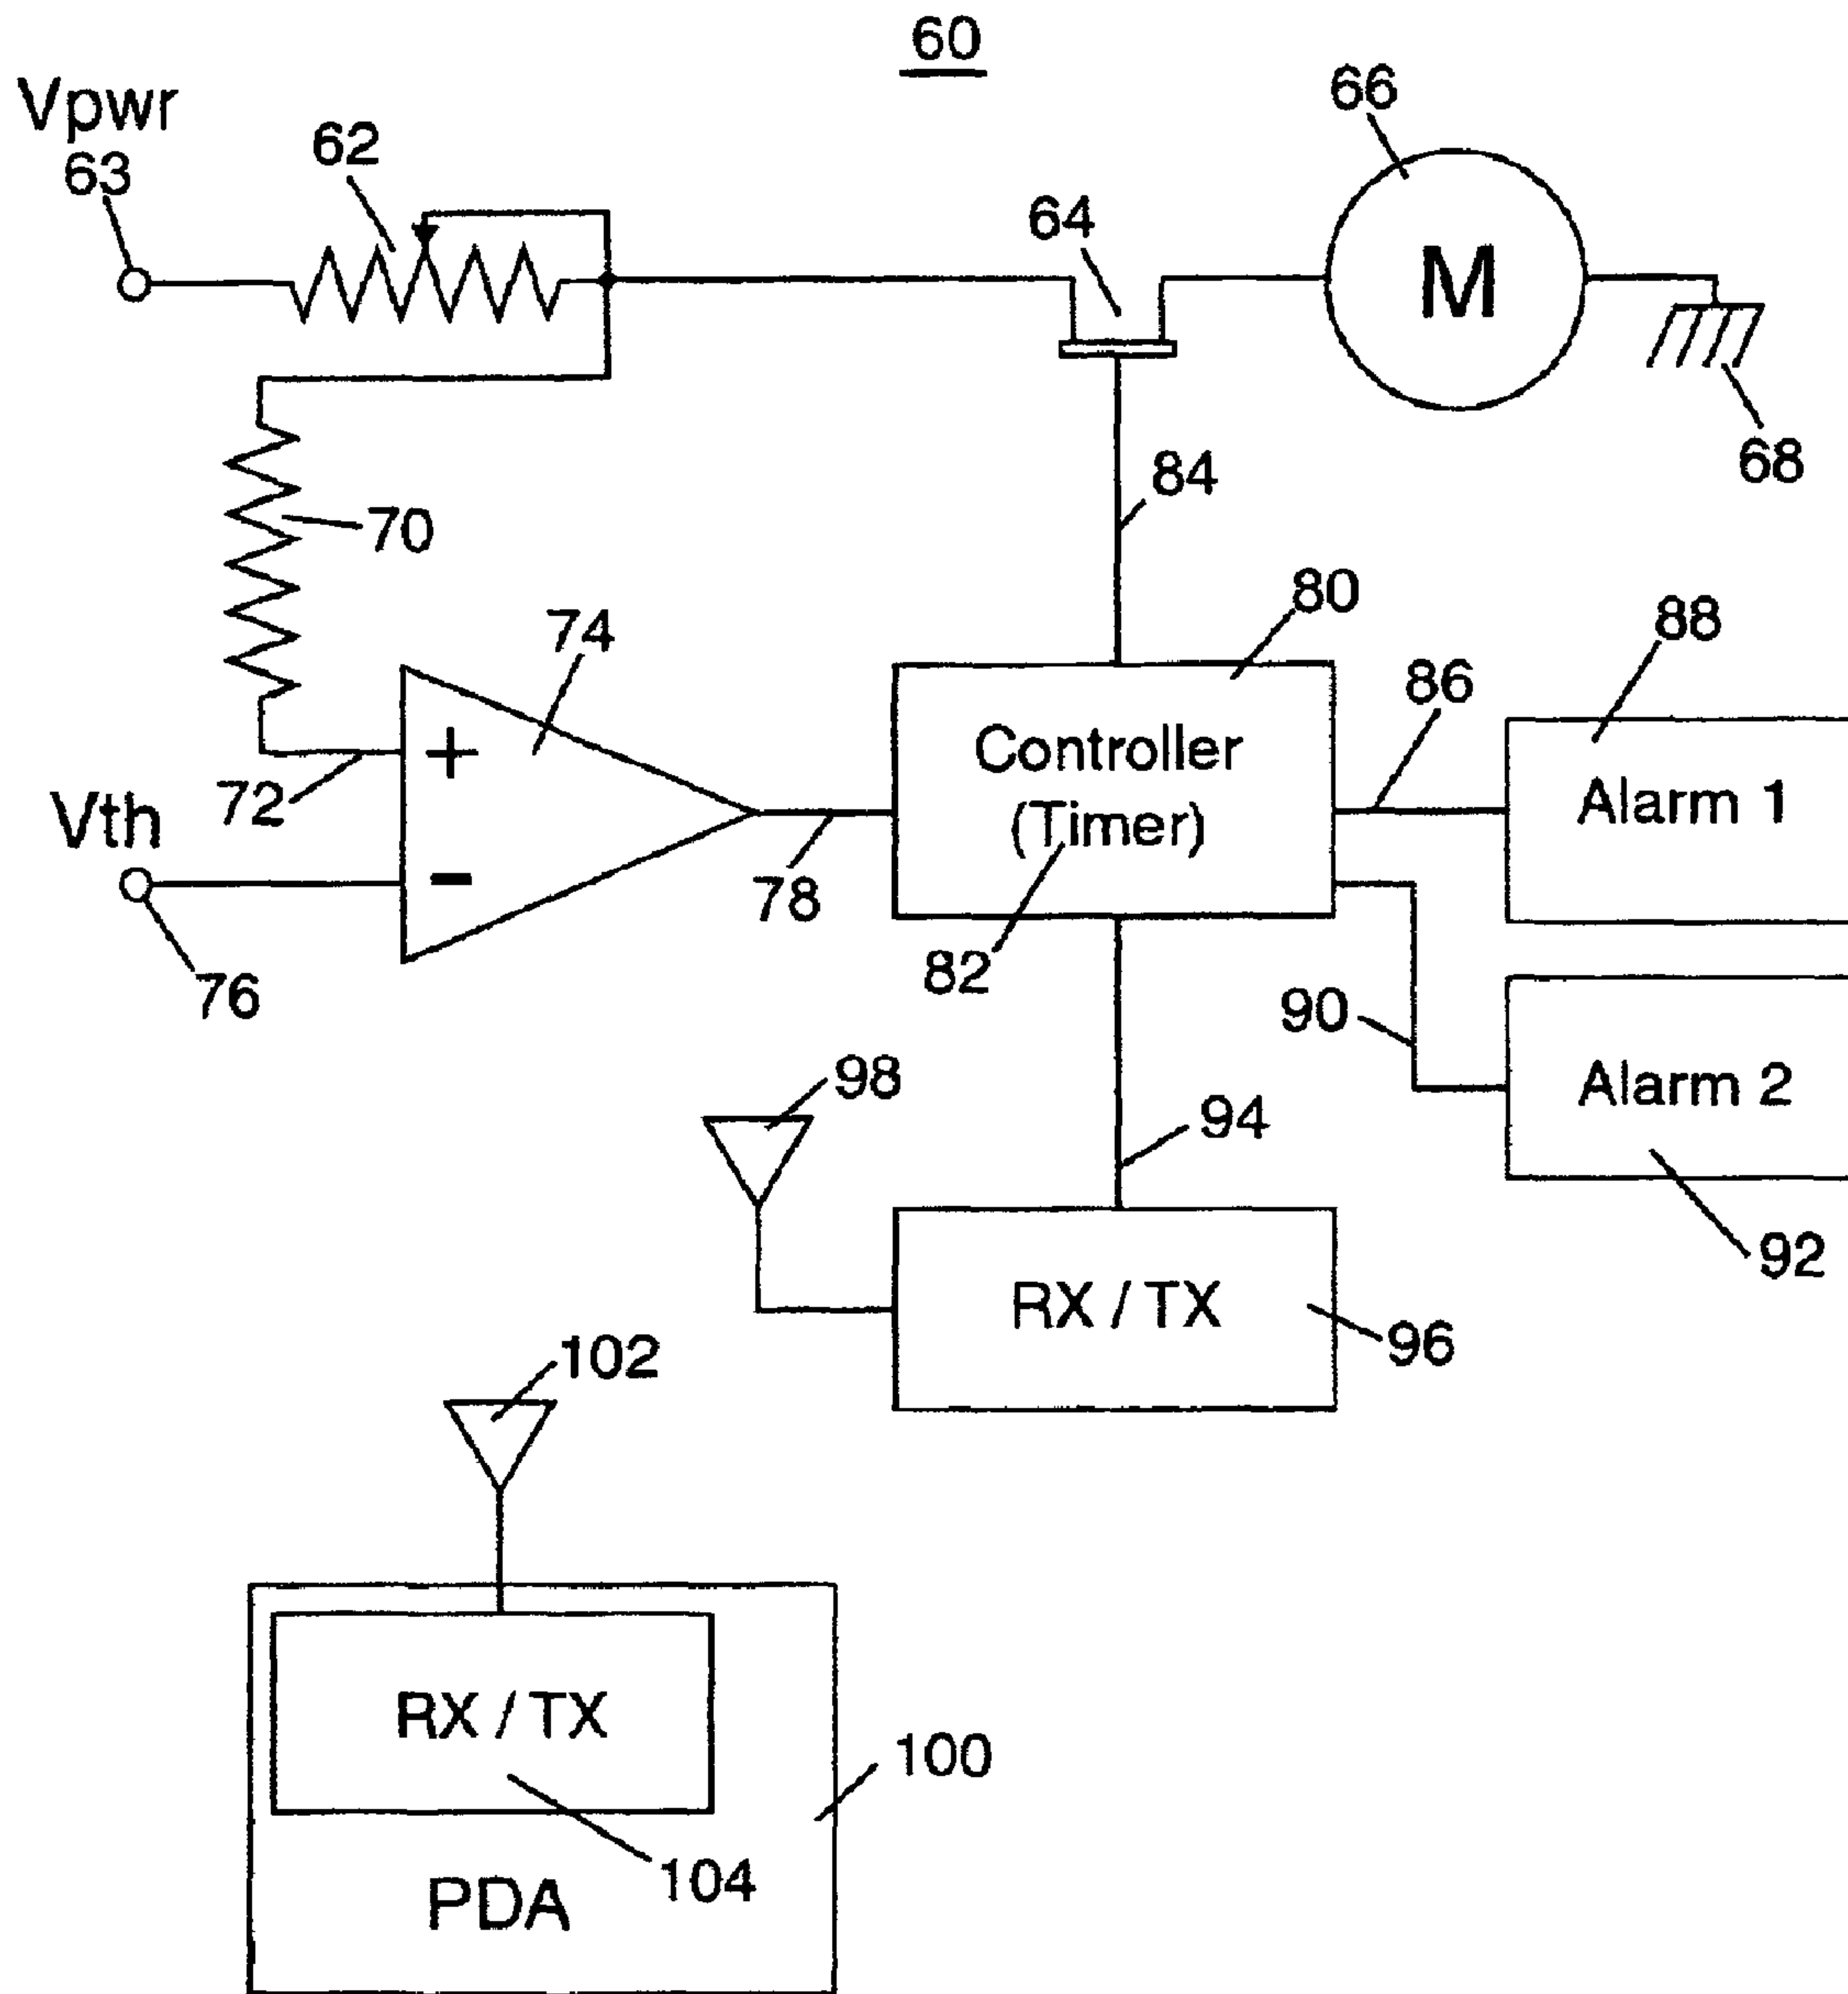 60
Vpwr
63
62
64
66
M
68
70
84
74
80
88
72
+
Controller
(Timer)
86
Alarm 1
Vth
-
78
82
76
90
Alarm 2
98
94
92
RX / TX
96
102
RX / TX
100
104
PDA